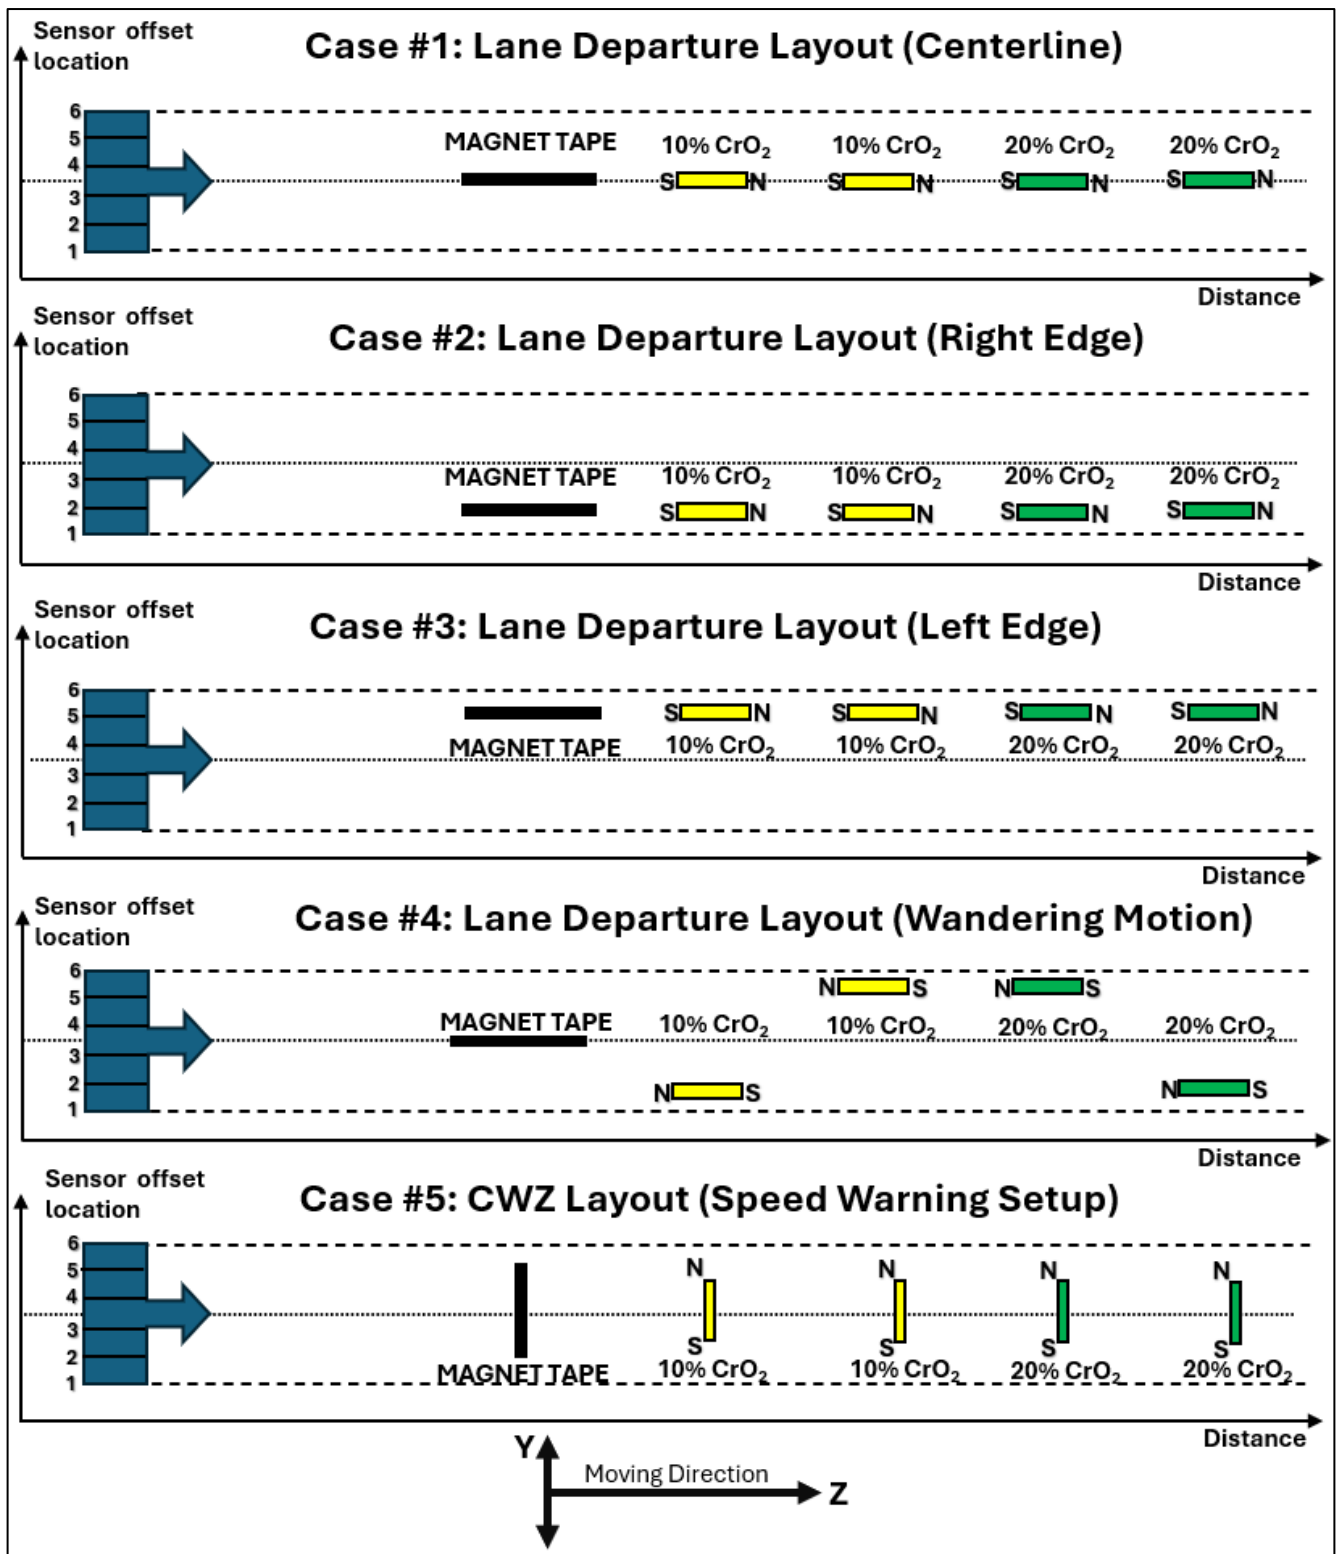 Sensor offset
location
Case #1: Lane Departure Layout (Centerline)
6
5
4
3
2
1
MAGNET TAPE
10% CrO₂
10% CrO₂
20% CrO₂
20% CrO₂
S N S N S N S N
Distance
Sensor offset
location
Case #2: Lane Departure Layout (Right Edge)
6
5
4
3
2
1
MAGNET TAPE
10% CrO₂
10% CrO₂
20% CrO₂
20% CrO₂
S N S N S N S N
Distance
Sensor offset
location
Case #3: Lane Departure Layout (Left Edge)
6
5
4
3
2
1
S N S N S N S N
MAGNET TAPE
10% CrO₂
10% CrO₂
20% CrO₂
20% CrO₂
Distance
Sensor offset
location
Case #4: Lane Departure Layout (Wandering Motion)
6
5
4
3
2
1
N S N S
MAGNET TAPE
10% CrO₂
10% CrO₂
20% CrO₂
20% CrO₂
N S N S
Distance
Sensor offset
location
Case #5: CWZ Layout (Speed Warning Setup)
6
5
4
3
2
1
N N N N
S S S S
MAGNET TAPE
10% CrO₂
10% CrO₂
20% CrO₂
20% CrO₂
Distance
Y
Moving Direction
Z